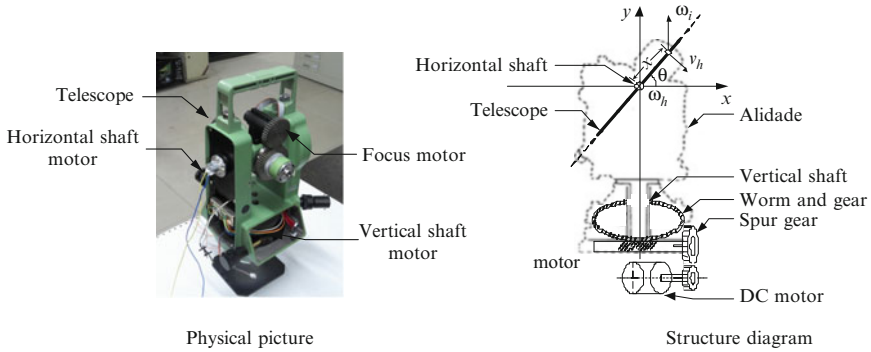 Telescope
Horizontal shaft
motor
Focus motor
Vertical shaft
motor
Physical picture
y
ω_i
Horizontal shaft
v_h
r
θ
ω_h
x
Telescope
Alidade
Vertical shaft
Worm and gear
Spur gear
motor
DC motor
Structure diagram